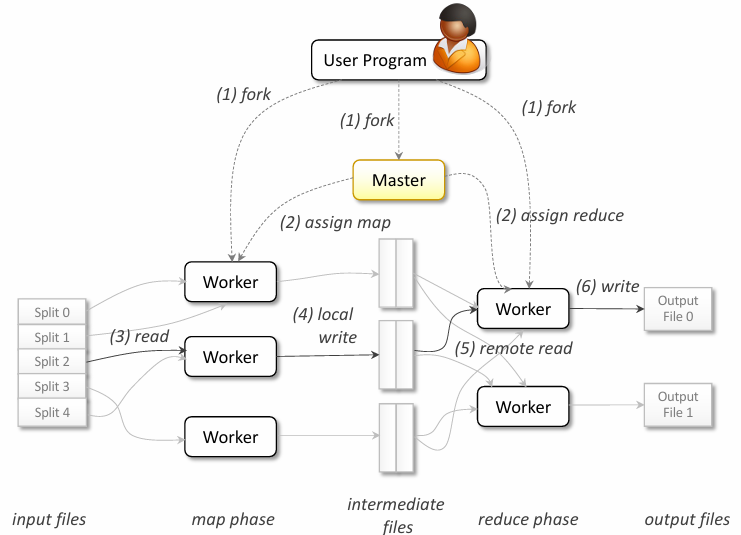 User Program
(1) fork
(1) fork
(1) fork
Master
(2) assign map
(2) assign reduce
Worker
Split 0
Split 1
Split 2
Split 3
Split 4
(3) read
Worker
(4) local
write
Worker
Worker
(5) remote read
Worker
(6) write
Output
File 0
Output
File 1
input files
map phase
intermediate
files
reduce phase
output files